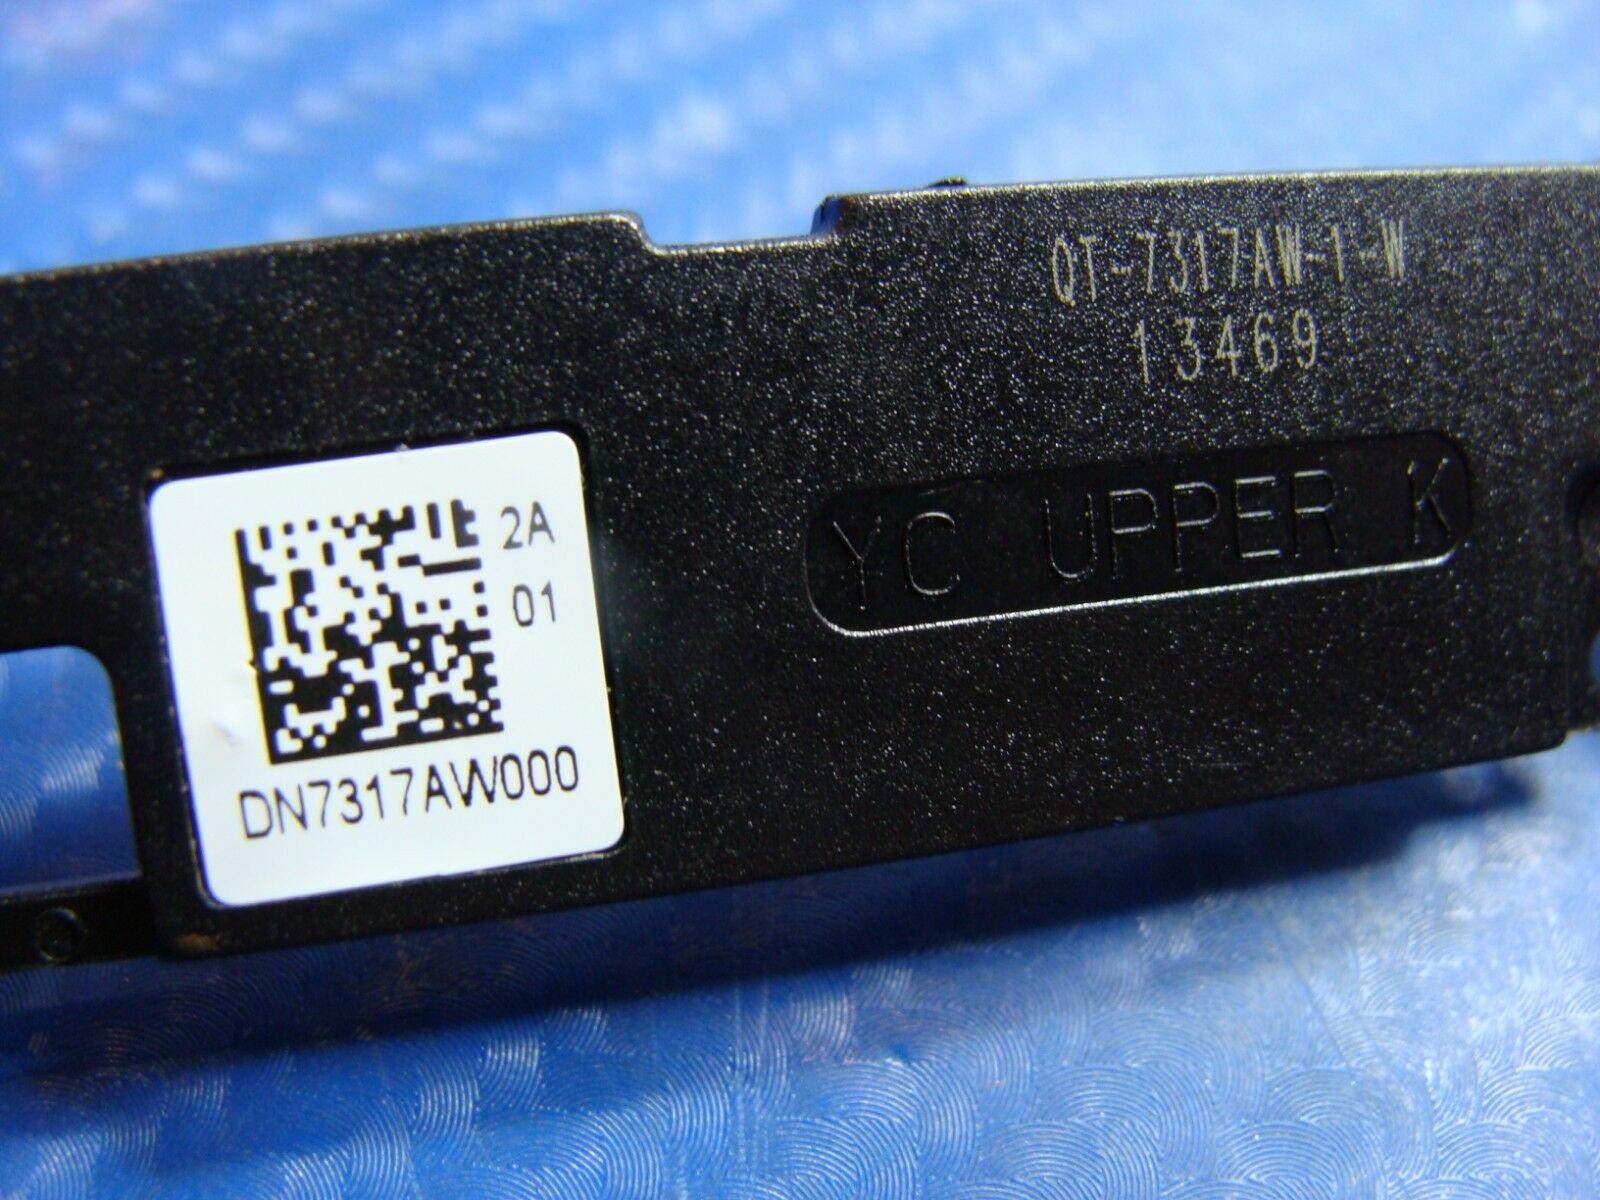 QT-7317AW-1-W
13469
YC UPPER K
2A
01
DN7317AW000